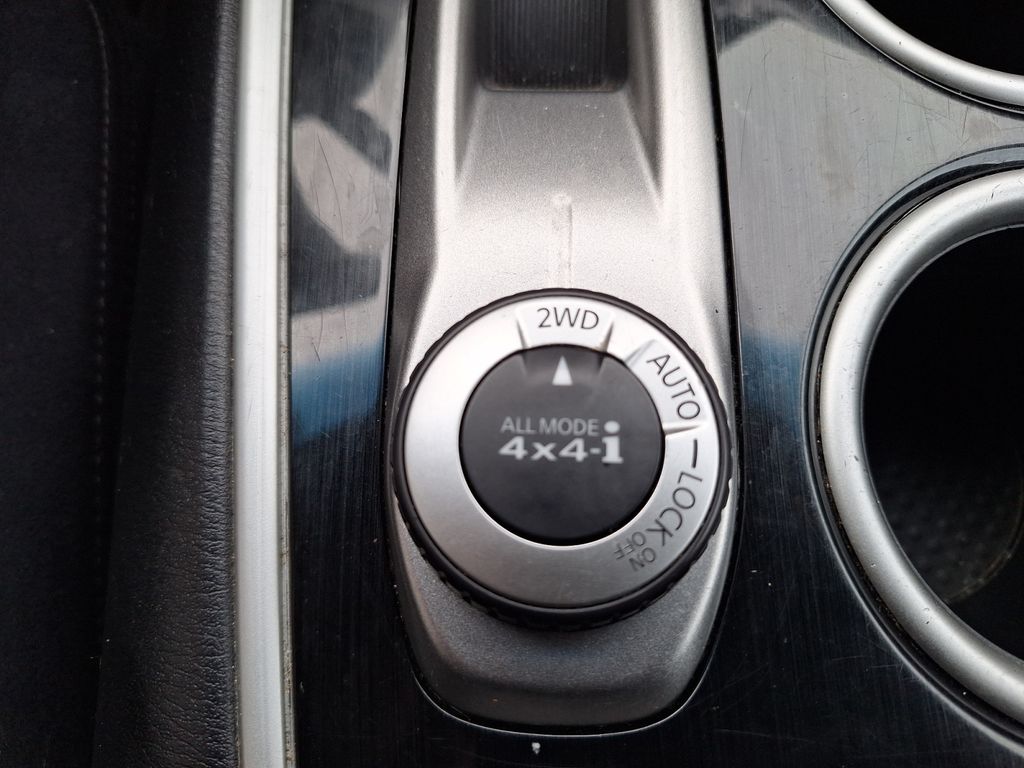 2WD
AUTO
LOCK
ON
OFF
ALL MODE
4x4-i